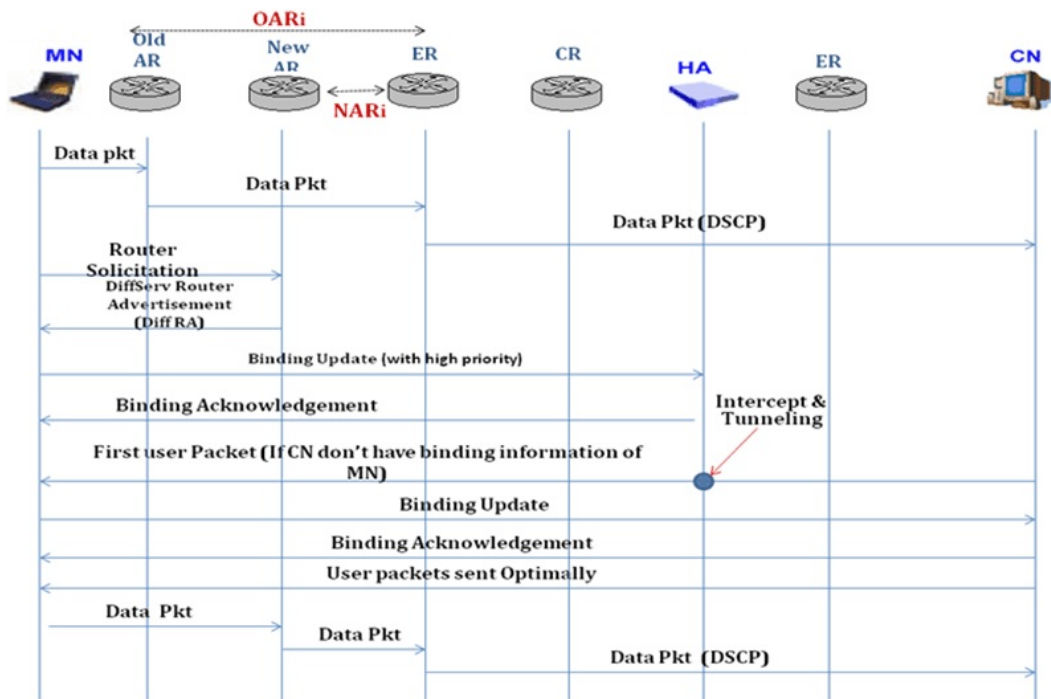 OARi
MN
Old
AR
New
AR
ER
CR
HA
ER
CN
NARi
Data pkt
Data Pkt
Data Pkt (DSCP)
Router
Solicitation
DiffServ Router
Advertisement
(Diff RA)
Binding Update (with high priority)
Binding Acknowledgement
Intercept &
Tunneling
First user Packet (If CN don't have binding information of
MN)
Binding Update
Binding Acknowledgement
User packets sent Optimally
Data Pkt
Data Pkt
Data Pkt (DSCP)